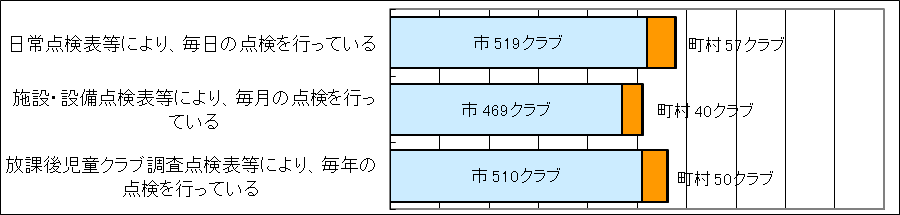 日常点検表等により、毎日の点検を行っている
市 519クラブ
町村 57クラブ
施設・設備点検表等により、毎月の点検を行っ
ている
市 469クラブ
町村 40クラブ
放課後児童クラブ調査点検表等により、毎年の
点検を行っている
市 510クラブ
町村 50クラブ